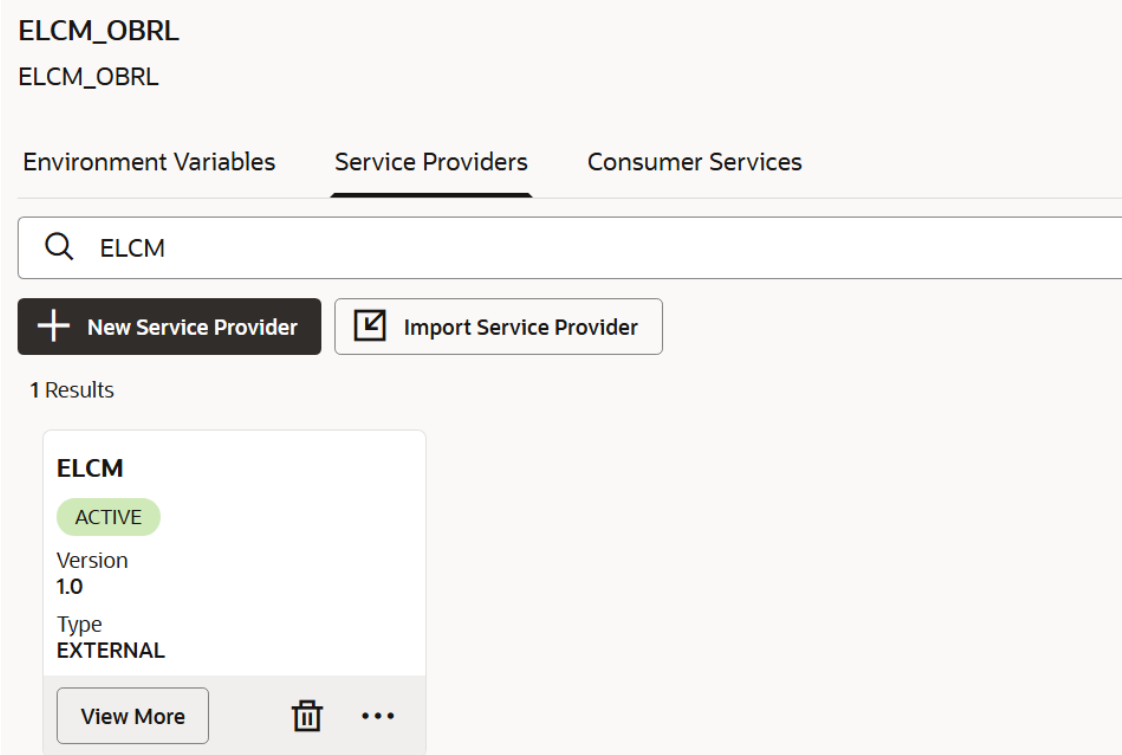 ELCM_OBRL
ELCM_OBRL
Environment Variables Service Providers Consumer Services
ELCM
New Service Provider Import Service Provider
1 Results
ELCM
ACTIVE
Version
1.0
Type
EXTERNAL
View More